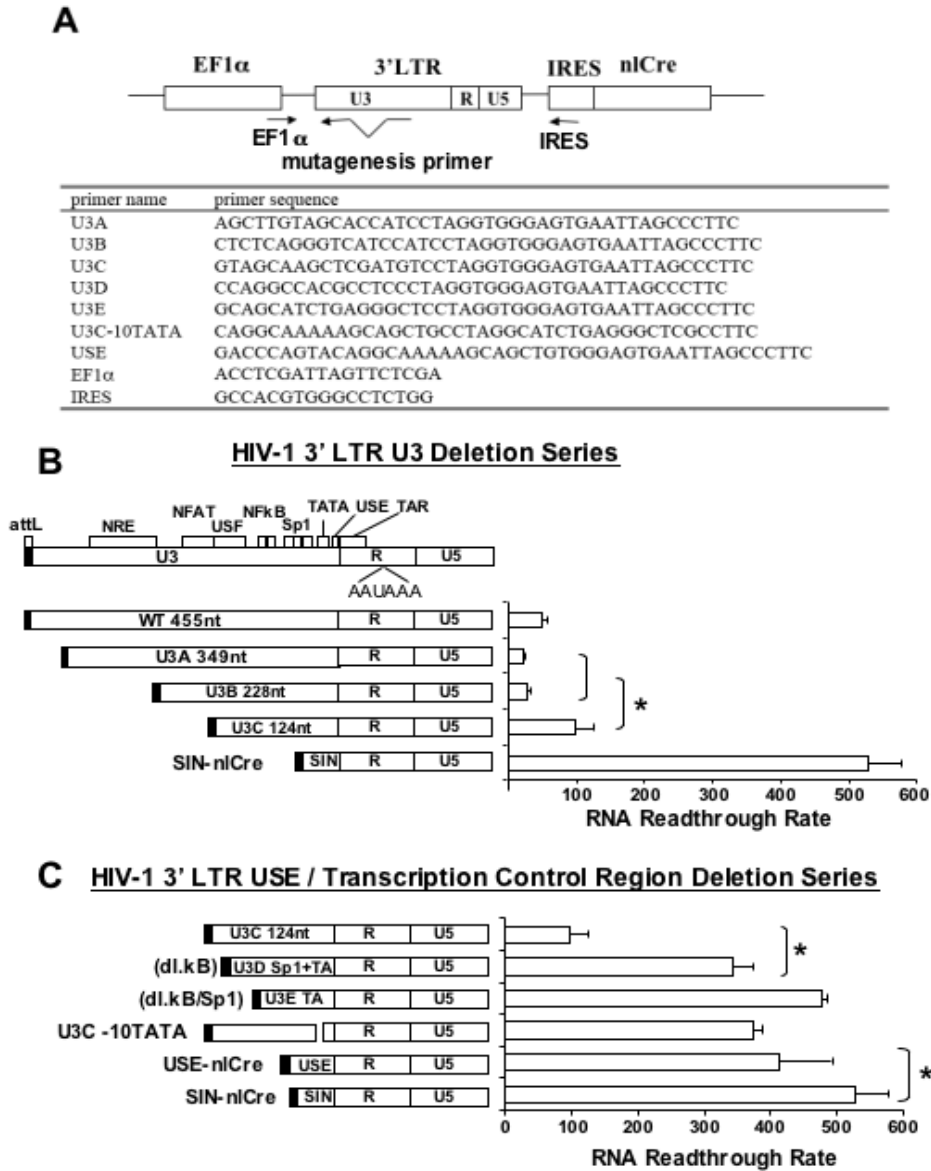 A
EF1α 3'LTR IRES nlCre
U3 R U5
EF1α mutagenesis primer IRES
primer name primer sequence
U3A AGCTTGTAGCACCATCCTAGGTGGGAGTGAATTAGCCCTTC
U3B CTCTCAGGGTCATCCATCCTAGGTGGGAGTGAATTAGCCCTTC
U3C GTAGCAAGCTCGATGTCCTAGGTGGGAGTGAATTAGCCCTTC
U3D CCAGGCCACGCCTCCCTAGGTGGGAGTGAATTAGCCCTTC
U3E GCAGCATCTGAGGGCTCCTAGGTGGGAGTGAATTAGCCCTTC
U3C-10TATA CAGGCAAAAAGCAGCTGCCTAGGCATCTGAGGGCTCGCCTTC
USE GACCCAGTACAGGCAAAAAGCAGCTGTGGGAGTGAATTAGCCCTTC
EF1α ACCTCGATTAGTTCTCGA
IRES GCCACGTGGGCCTCTGG
B HIV-1 3' LTR U3 Deletion Series
attL NRE NFAT USF NFkB Sp1 TATA USE TAR
U3 R U5
AAUAAA
WT 455nt R U5
U3A 349nt R U5
U3B 228nt R U5
*
U3C 124nt R U5
SIN-nlCre SIN R U5
100 200 300 400 500 600
RNA Readthrough Rate
C HIV-1 3' LTR USE / Transcription Control Region Deletion Series
U3C 124nt R U5
*
(dl.kB) U3D Sp1+TA R U5
(dl.kB/Sp1) U3E TA R U5
U3C -10TATA R U5
USE-nlCre USE R U5
*
SIN-nlCre SIN R U5
0 100 200 300 400 500 600
RNA Readthrough Rate